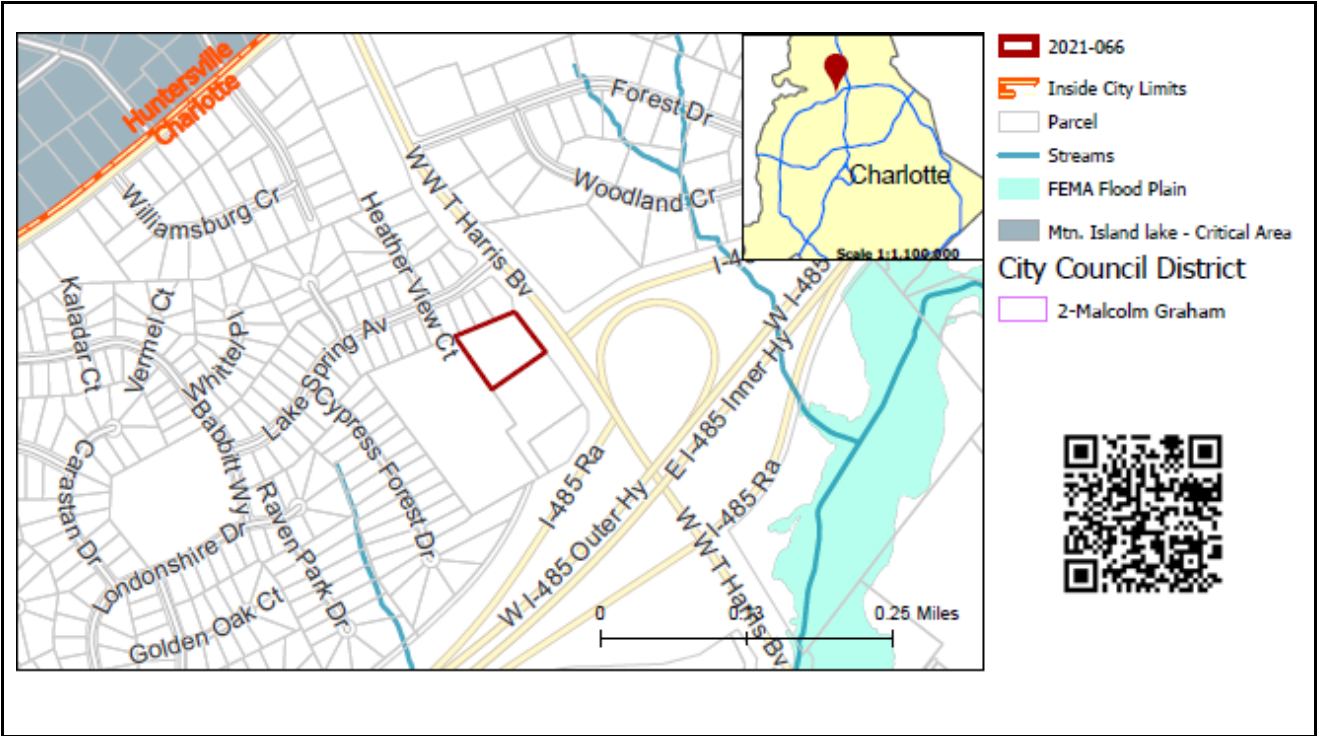 Huntersville
Charlotte
Forest Dr
Woodland Cr
Williamsburg Cr
W W T Harris Bv
Heather View Ct
Kaladar Ct
Vermel Ct
Whittel Pl
Lake Spring Av
Babbitt Wy
Cypress Forest Dr
Carastan Dr
Raven Park Dr
Londonshire Dr
Golden Oak Ct
I-485 Ra
W I-485 Outer Hy
E I-485 Inner Hy
W I-485
I-485 Ra
W W T Harris Bv
Charlotte
Scale 1:1,100,000
0
0.25 Miles
2021-066
Inside City Limits
Parcel
Streams
FEMA Flood Plain
Mtn. Island lake - Critical Area
City Council District
2-Malcolm Graham